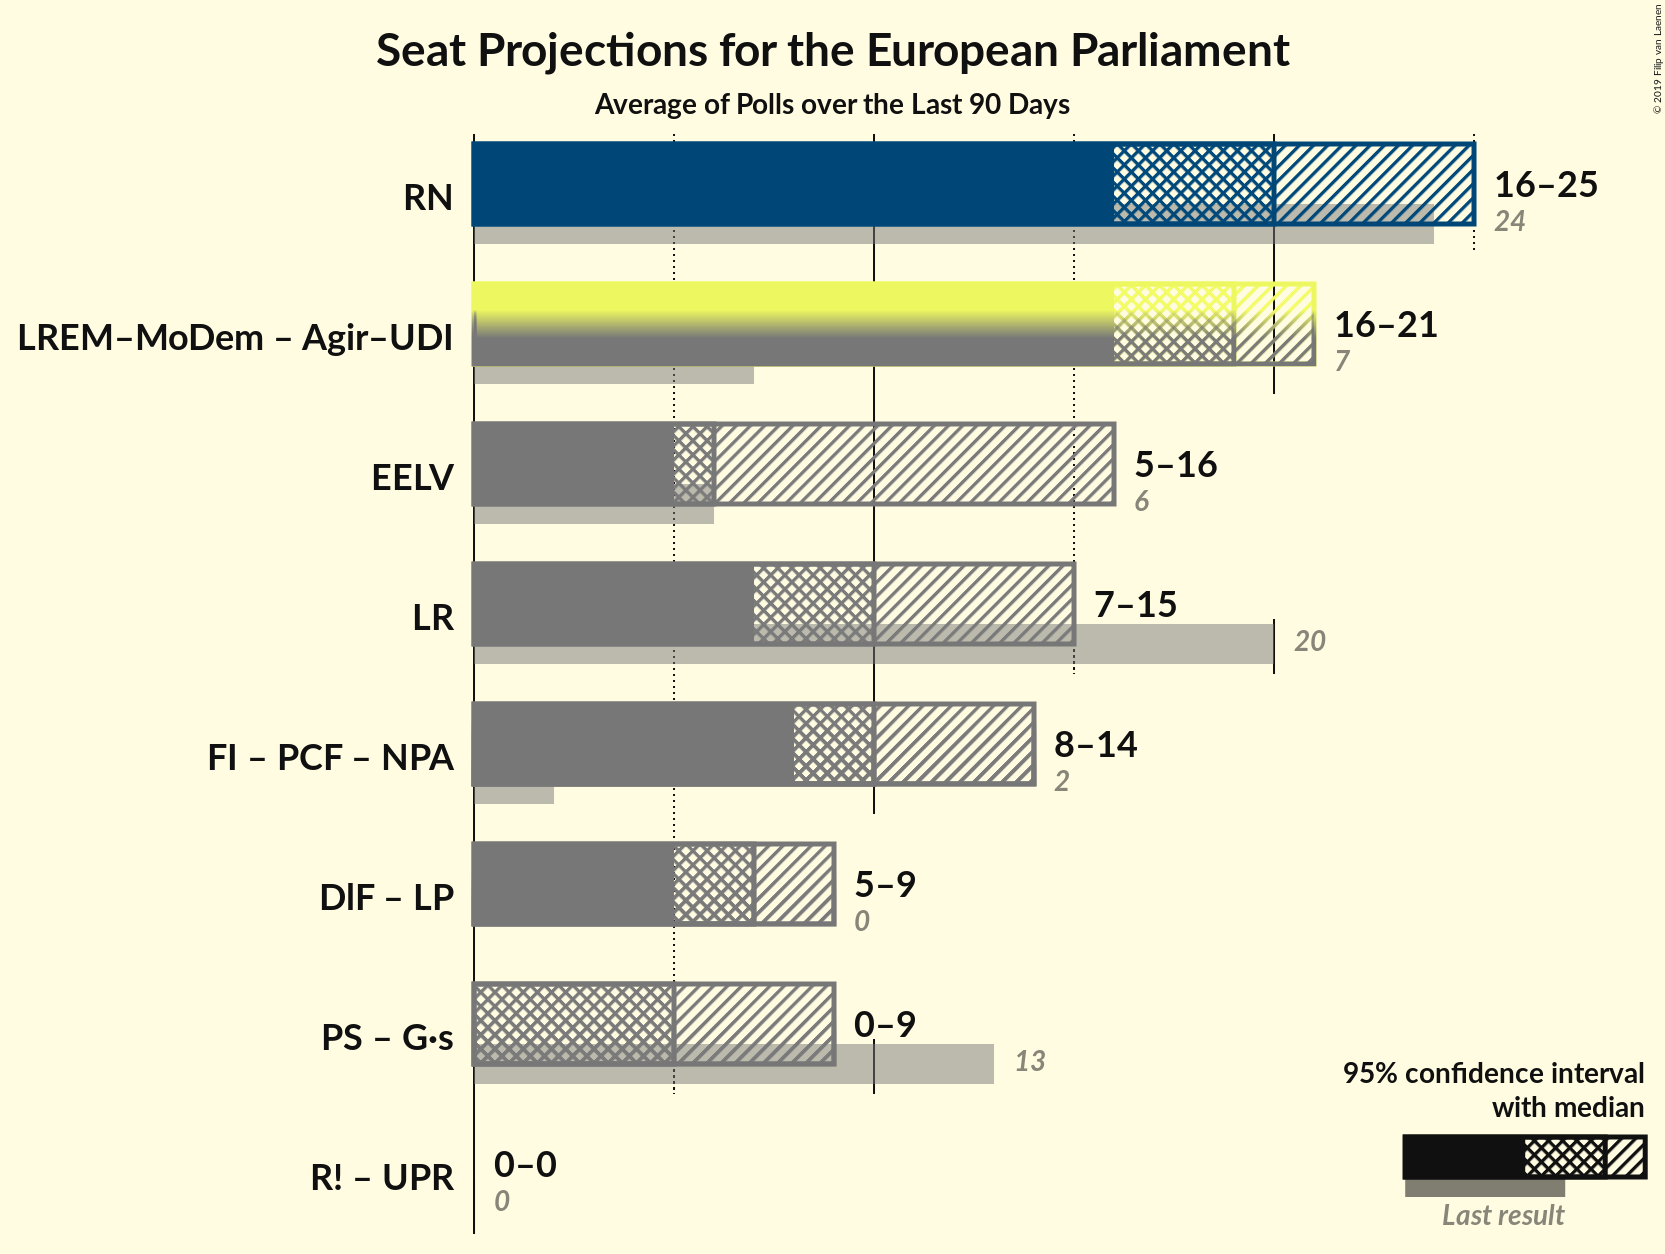 Seat Projections for the European Parliament
Average of Polls over the Last 90 Days
© 2019 Filip van Laenen
RN
16–25
24
LREM–MoDem – Agir–UDI
16–21
7
EELV
5–16
6
LR
7–15
20
FI – PCF – NPA
8–14
2
DlF – LP
5–9
0
PS – G·s
0–9
13
R! – UPR
0–0
0
95% confidence interval
with median
Last result